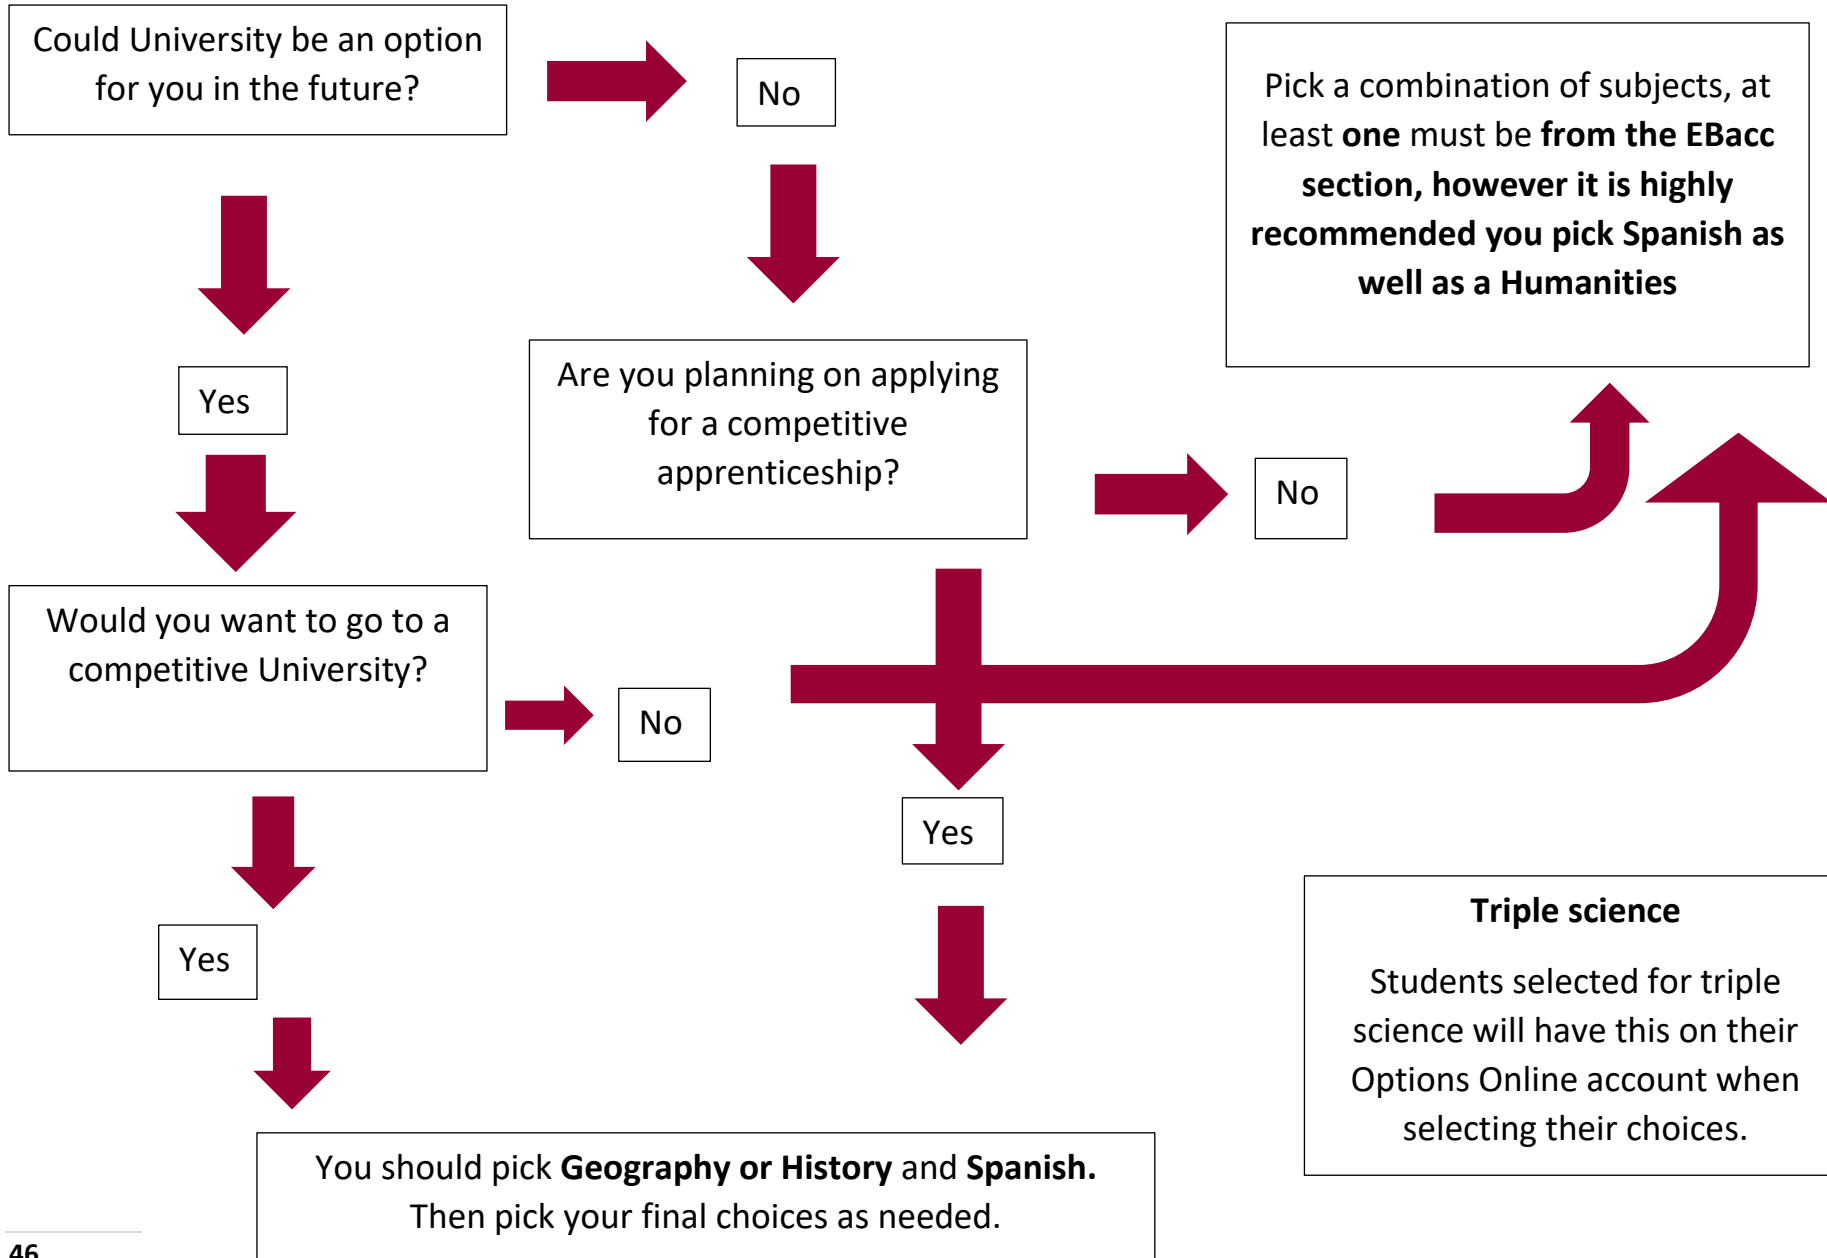 Could University be an option
for you in the future?
No
Pick a combination of subjects, at
least one must be from the EBacc
section, however it is highly
recommended you pick Spanish as
well as a Humanities
Yes
Are you planning on applying
for a competitive
apprenticeship?
No
Would you want to go to a
competitive University?
No
Yes
Yes
Triple science
Students selected for triple
science will have this on their
Options Online account when
selecting their choices.
You should pick Geography or History and Spanish.
Then pick your final choices as needed.
46